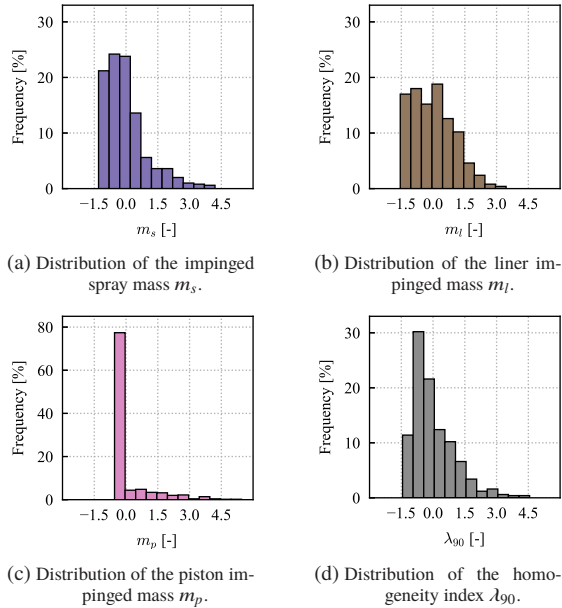 30
20
10
0
Frequency [%]
−1.5 0.0 1.5 3.0 4.5
m_s [-]
(a) Distribution of the impinged
spray mass m_s.
30
20
10
0
Frequency [%]
−1.5 0.0 1.5 3.0 4.5
m_l [-]
(b) Distribution of the liner im-
pinged mass m_l.
80
60
40
20
0
Frequency [%]
−1.5 0.0 1.5 3.0 4.5
m_p [-]
(c) Distribution of the piston im-
pinged mass m_p.
30
20
10
0
Frequency [%]
−1.5 0.0 1.5 3.0 4.5
λ_90 [-]
(d) Distribution of the homo-
geneity index λ_90.